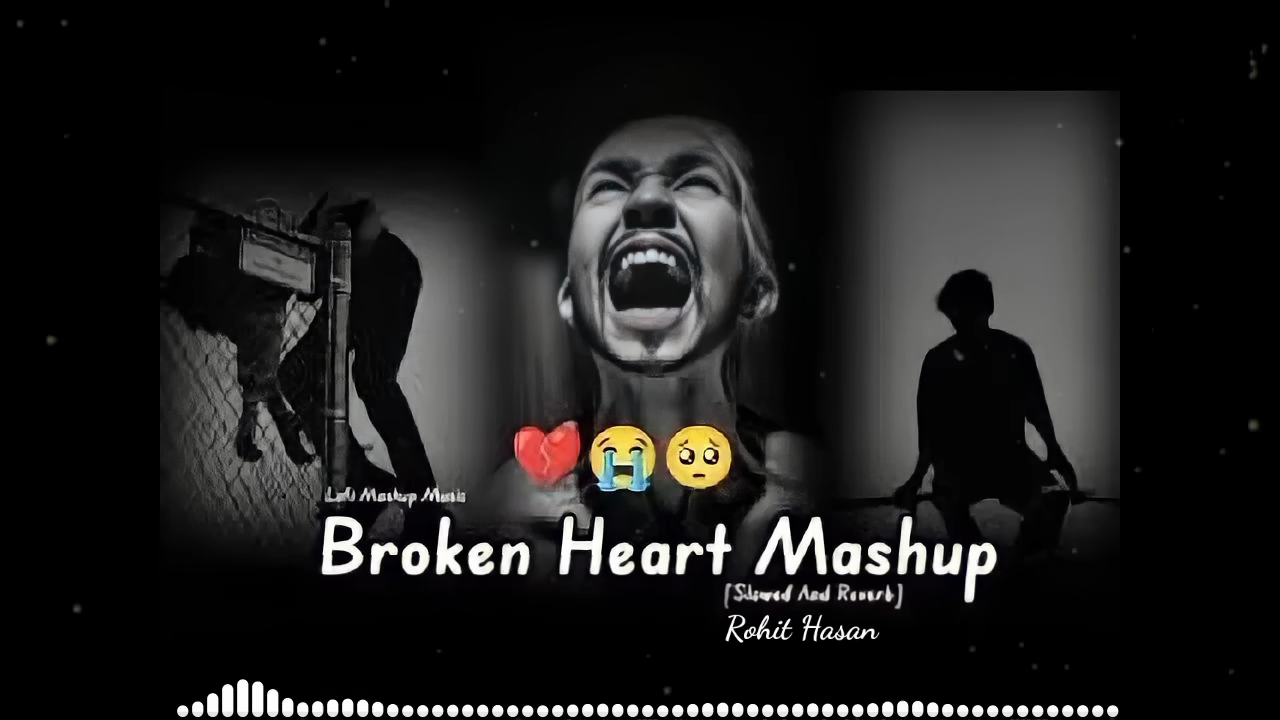 💔😭🥺
Lofi Mashup Music
Broken Heart Mashup
[Slowed And Reverb]
Rohit Hasan